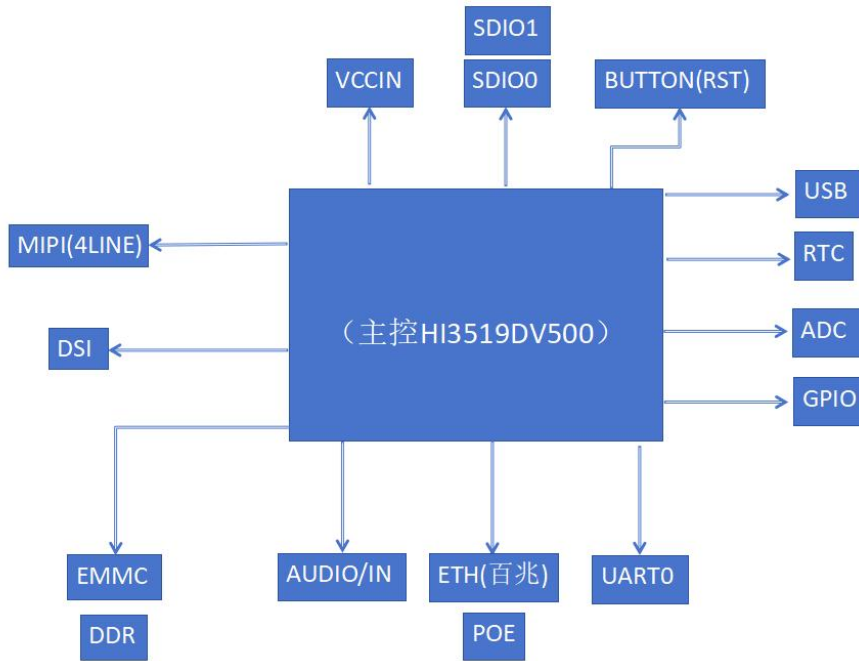 SDIO1
VCCIN
SDIO0
BUTTON(RST)
USB
MIPI(4LINE)
RTC
（主控HI3519DV500）
ADC
DSI
GPIO
EMMC
AUDIO/IN
ETH(百兆)
UART0
DDR
POE